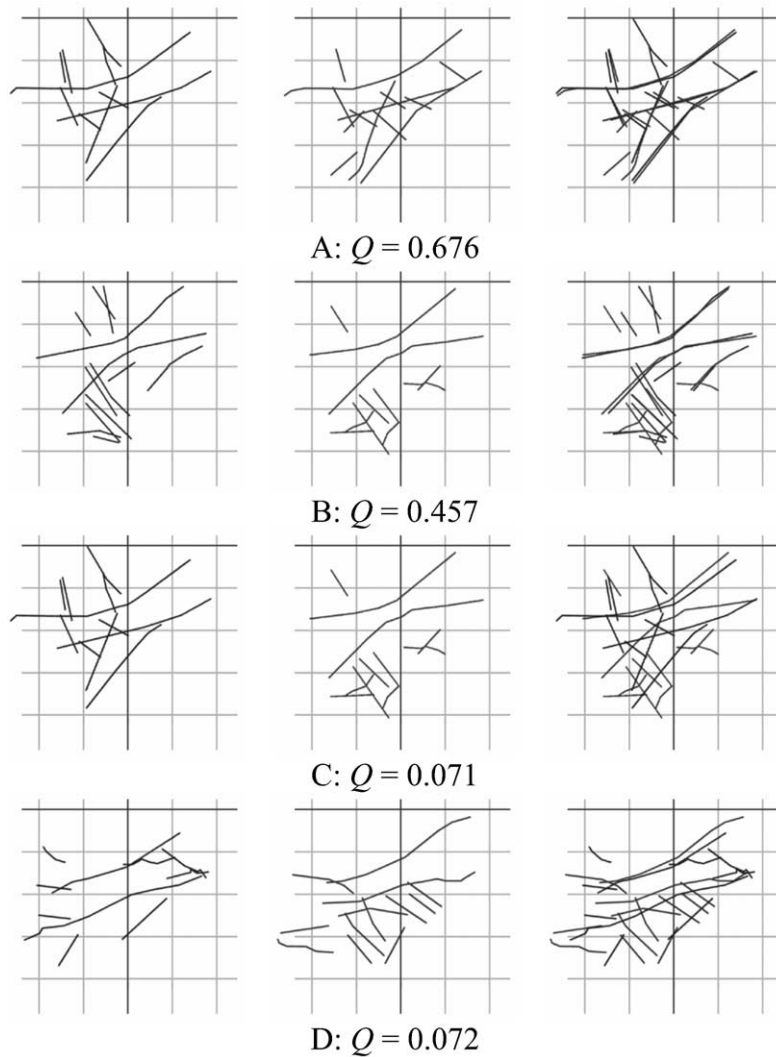 A: Q = 0.676
B: Q = 0.457
C: Q = 0.071
D: Q = 0.072